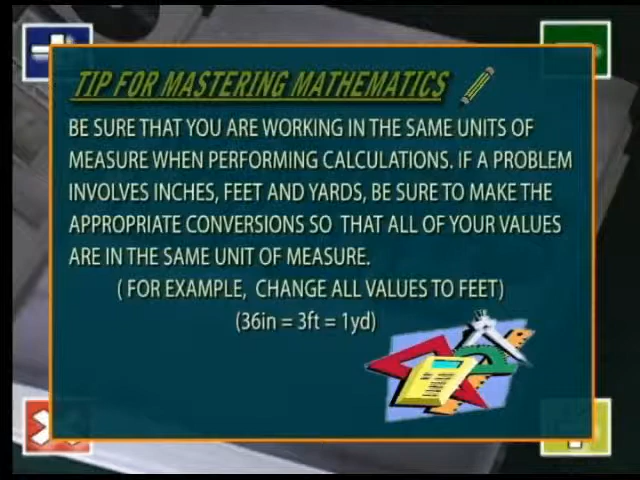 TIP FOR MASTERING MATHEMATICS
BE SURE THAT YOU ARE WORKING IN THE SAME UNITS OF
MEASURE WHEN PERFORMING CALCULATIONS. IF A PROBLEM
INVOLVES INCHES, FEET AND YARDS, BE SURE TO MAKE THE
APPROPRIATE CONVERSIONS SO THAT ALL OF YOUR VALUES
ARE IN THE SAME UNIT OF MEASURE.
( FOR EXAMPLE, CHANGE ALL VALUES TO FEET)
(36in = 3ft = 1yd)